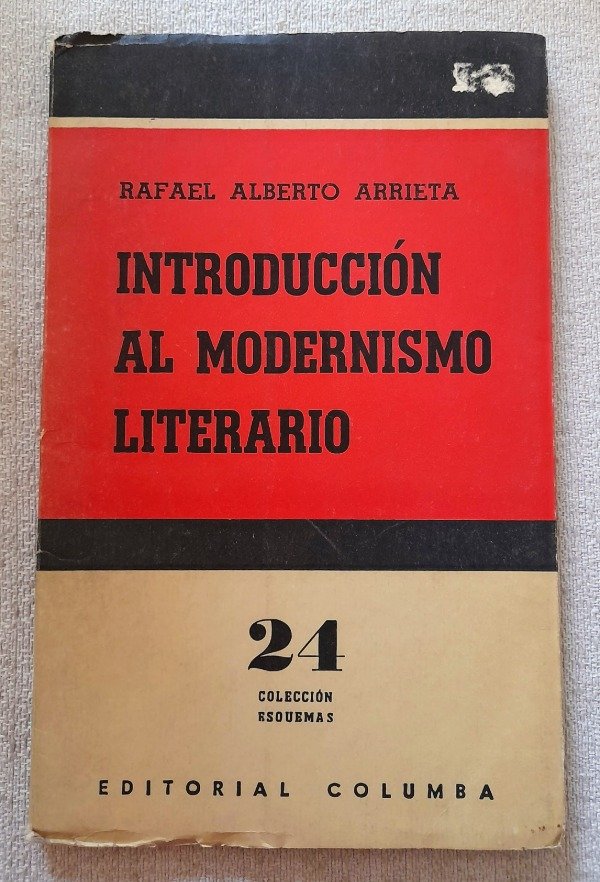 RAFAEL ALBERTO ARRIETA
INTRODUCCIÓN
AL MODERNISMO
LITERARIO
24
COLECCIÓN
ESQUEMAS
EDITORIAL COLUMBA